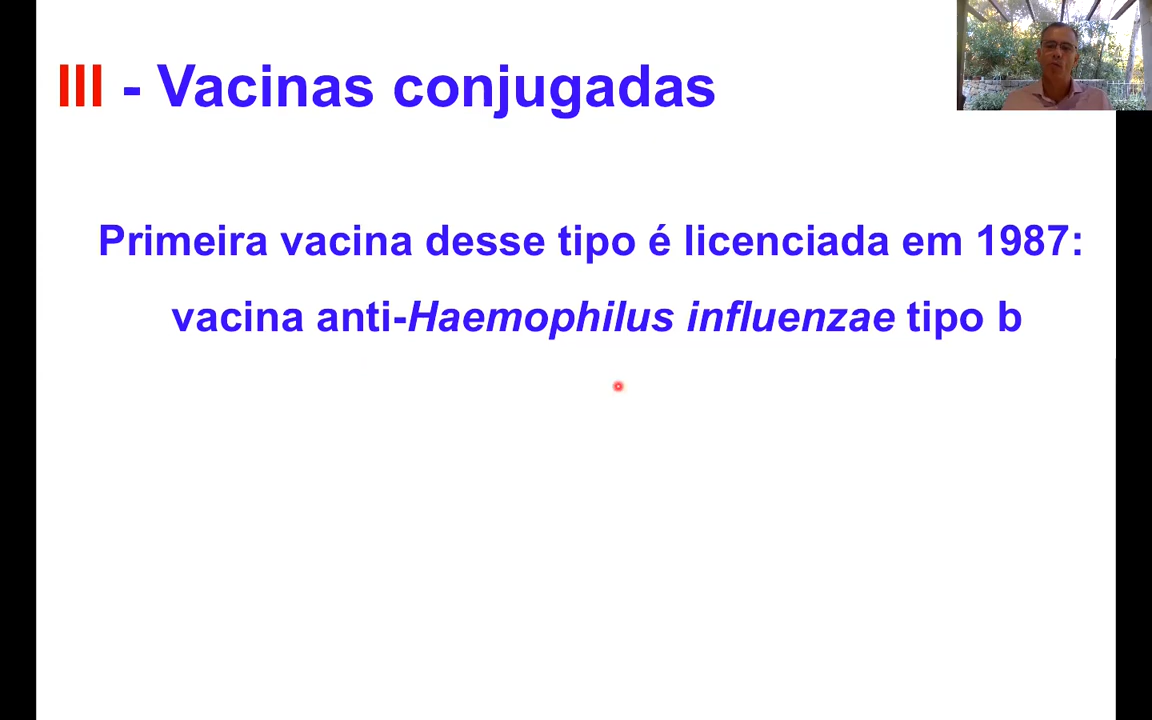 III - Vacinas conjugadas
Primeira vacina desse tipo é licenciada em 1987:
vacina anti-Haemophilus influenzae tipo b